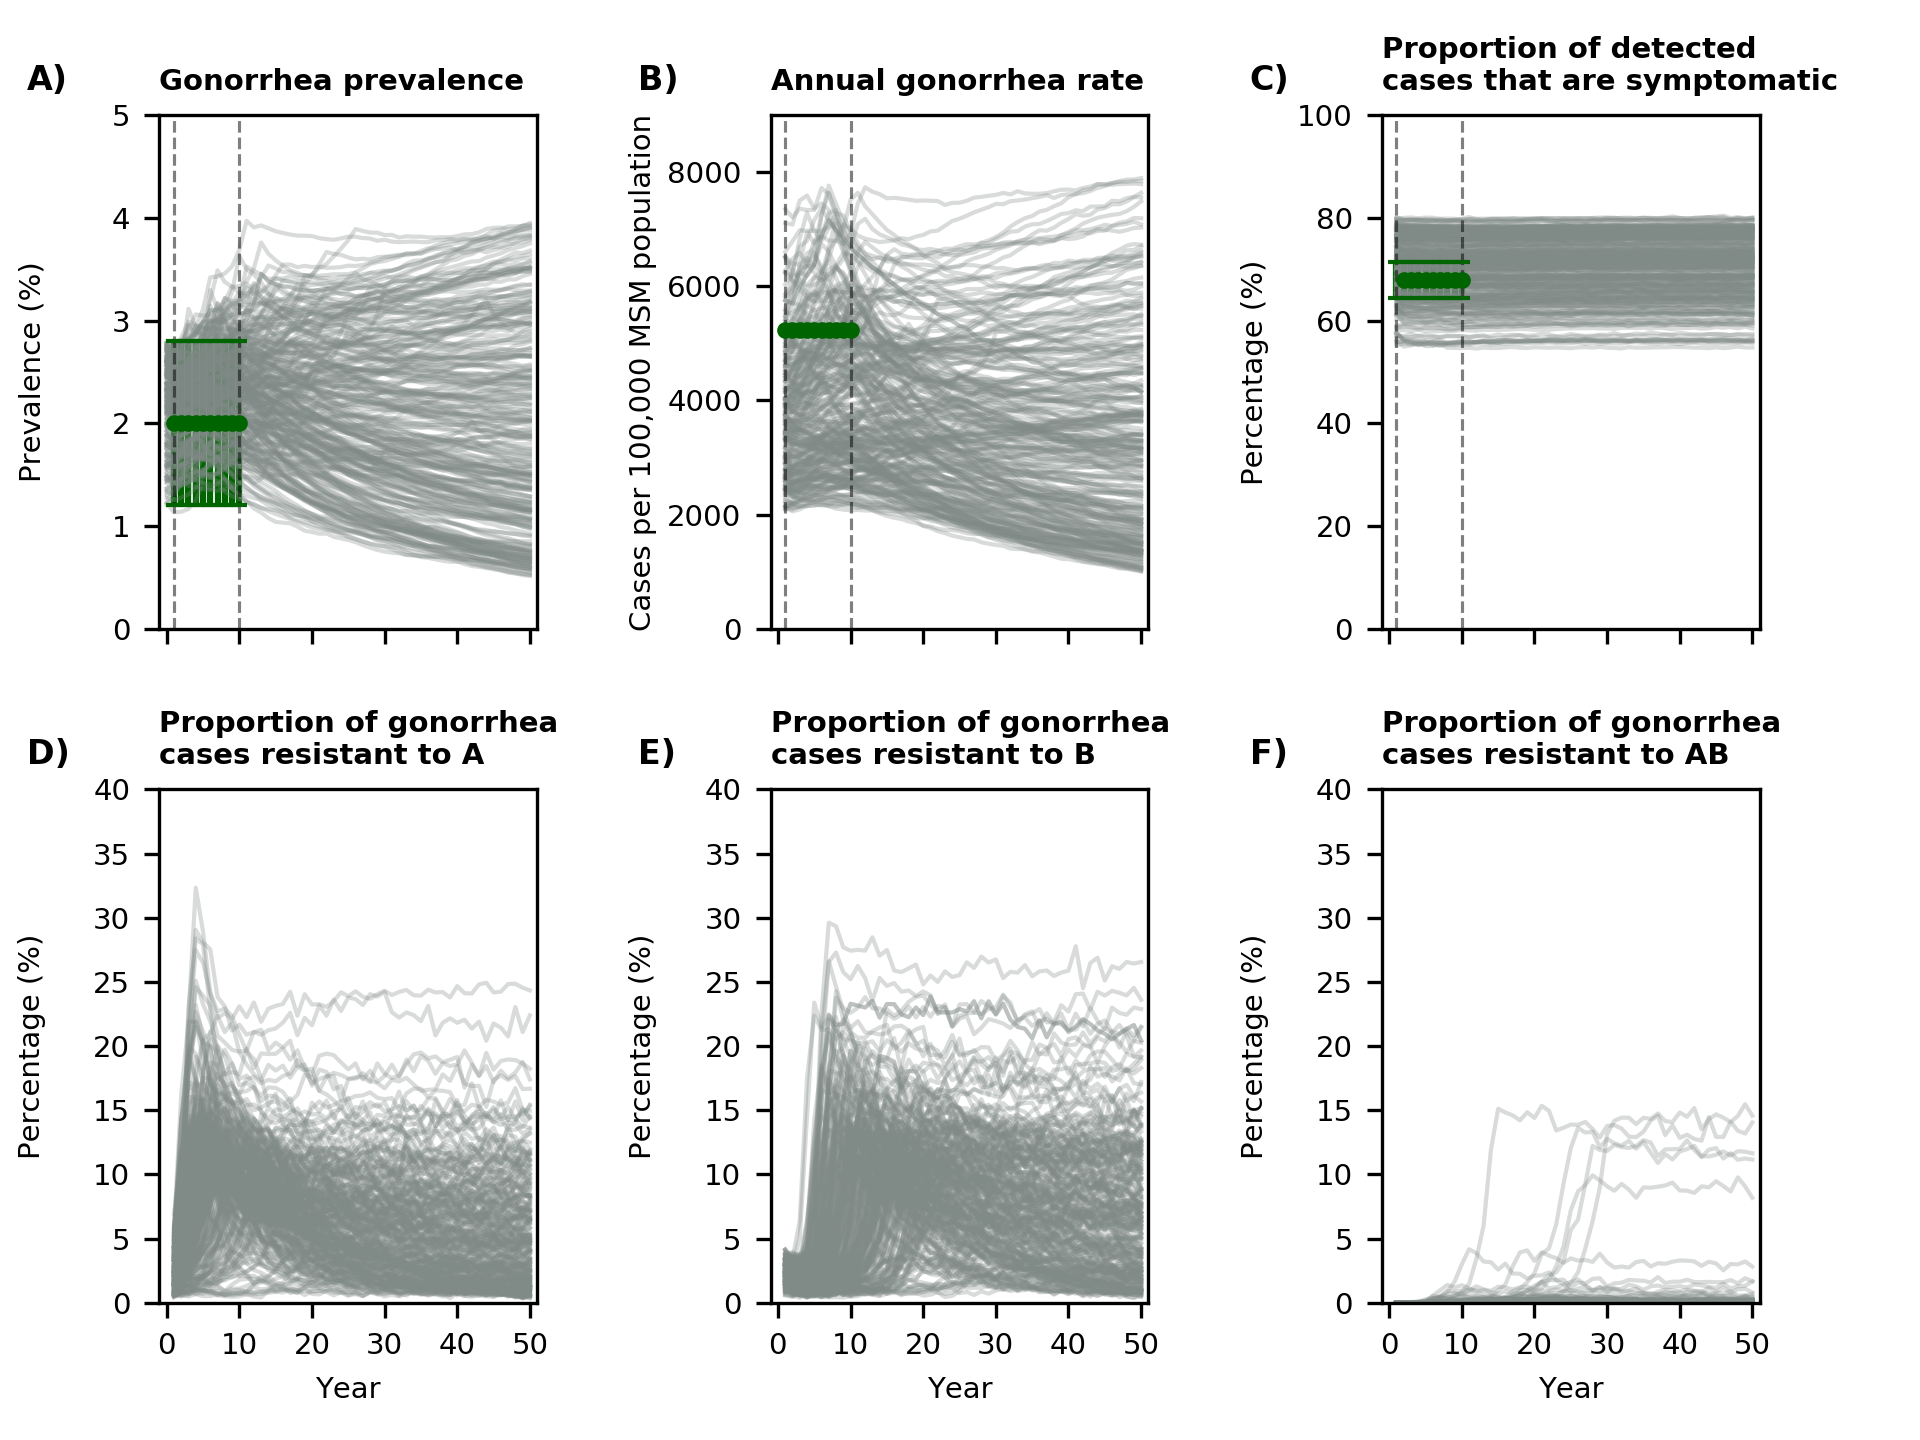 A) Gonorrhea prevalence
5
4
3
2
1
0
Prevalence (%)
B) Annual gonorrhea rate
8000
6000
4000
2000
0
Cases per 100,000 MSM population
C) Proportion of detected
cases that are symptomatic
100
80
60
40
20
0
Percentage (%)
D) Proportion of gonorrhea
cases resistant to A
40
35
30
25
20
15
10
5
0
Percentage (%)
0 10 20 30 40 50
Year
E) Proportion of gonorrhea
cases resistant to B
40
35
30
25
20
15
10
5
0
Percentage (%)
0 10 20 30 40 50
Year
F) Proportion of gonorrhea
cases resistant to AB
40
35
30
25
20
15
10
5
0
Percentage (%)
0 10 20 30 40 50
Year